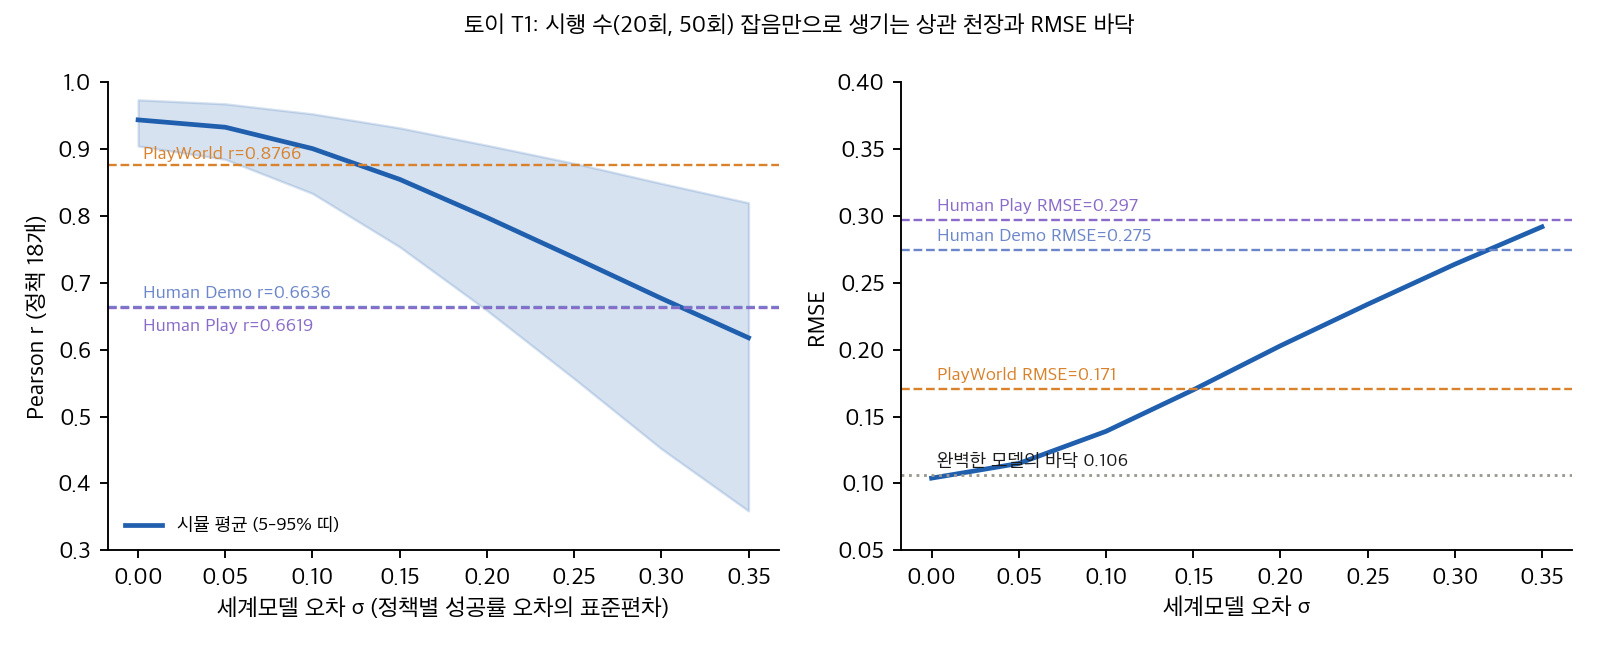 토이 T1: 시행 수(20회, 50회) 잡음만으로 생기는 상관 천장과 RMSE 바닥
Pearson r (정책 18개)
1.0
0.9
0.8
0.7
0.6
0.5
0.4
0.3
PlayWorld r=0.8766
Human Demo r=0.6636
Human Play r=0.6619
시뮬 평균 (5–95% 띠)
0.00 0.05 0.10 0.15 0.20 0.25 0.30 0.35
세계모델 오차 σ (정책별 성공률 오차의 표준편차)
RMSE
0.40
0.35
0.30
0.25
0.20
0.15
0.10
0.05
Human Play RMSE=0.297
Human Demo RMSE=0.275
PlayWorld RMSE=0.171
완벽한 모델의 바닥 0.106
0.00 0.05 0.10 0.15 0.20 0.25 0.30 0.35
세계모델 오차 σ